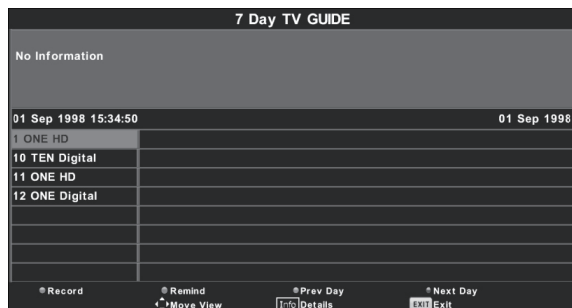 7 Day TV GUIDE
No Information
01 Sep 1998 15:34:50 01 Sep 1998
1 ONE HD
10 TEN Digital
11 ONE HD
12 ONE Digital
Record Remind Prev Day Next Day
Move View Info Details EXIT Exit